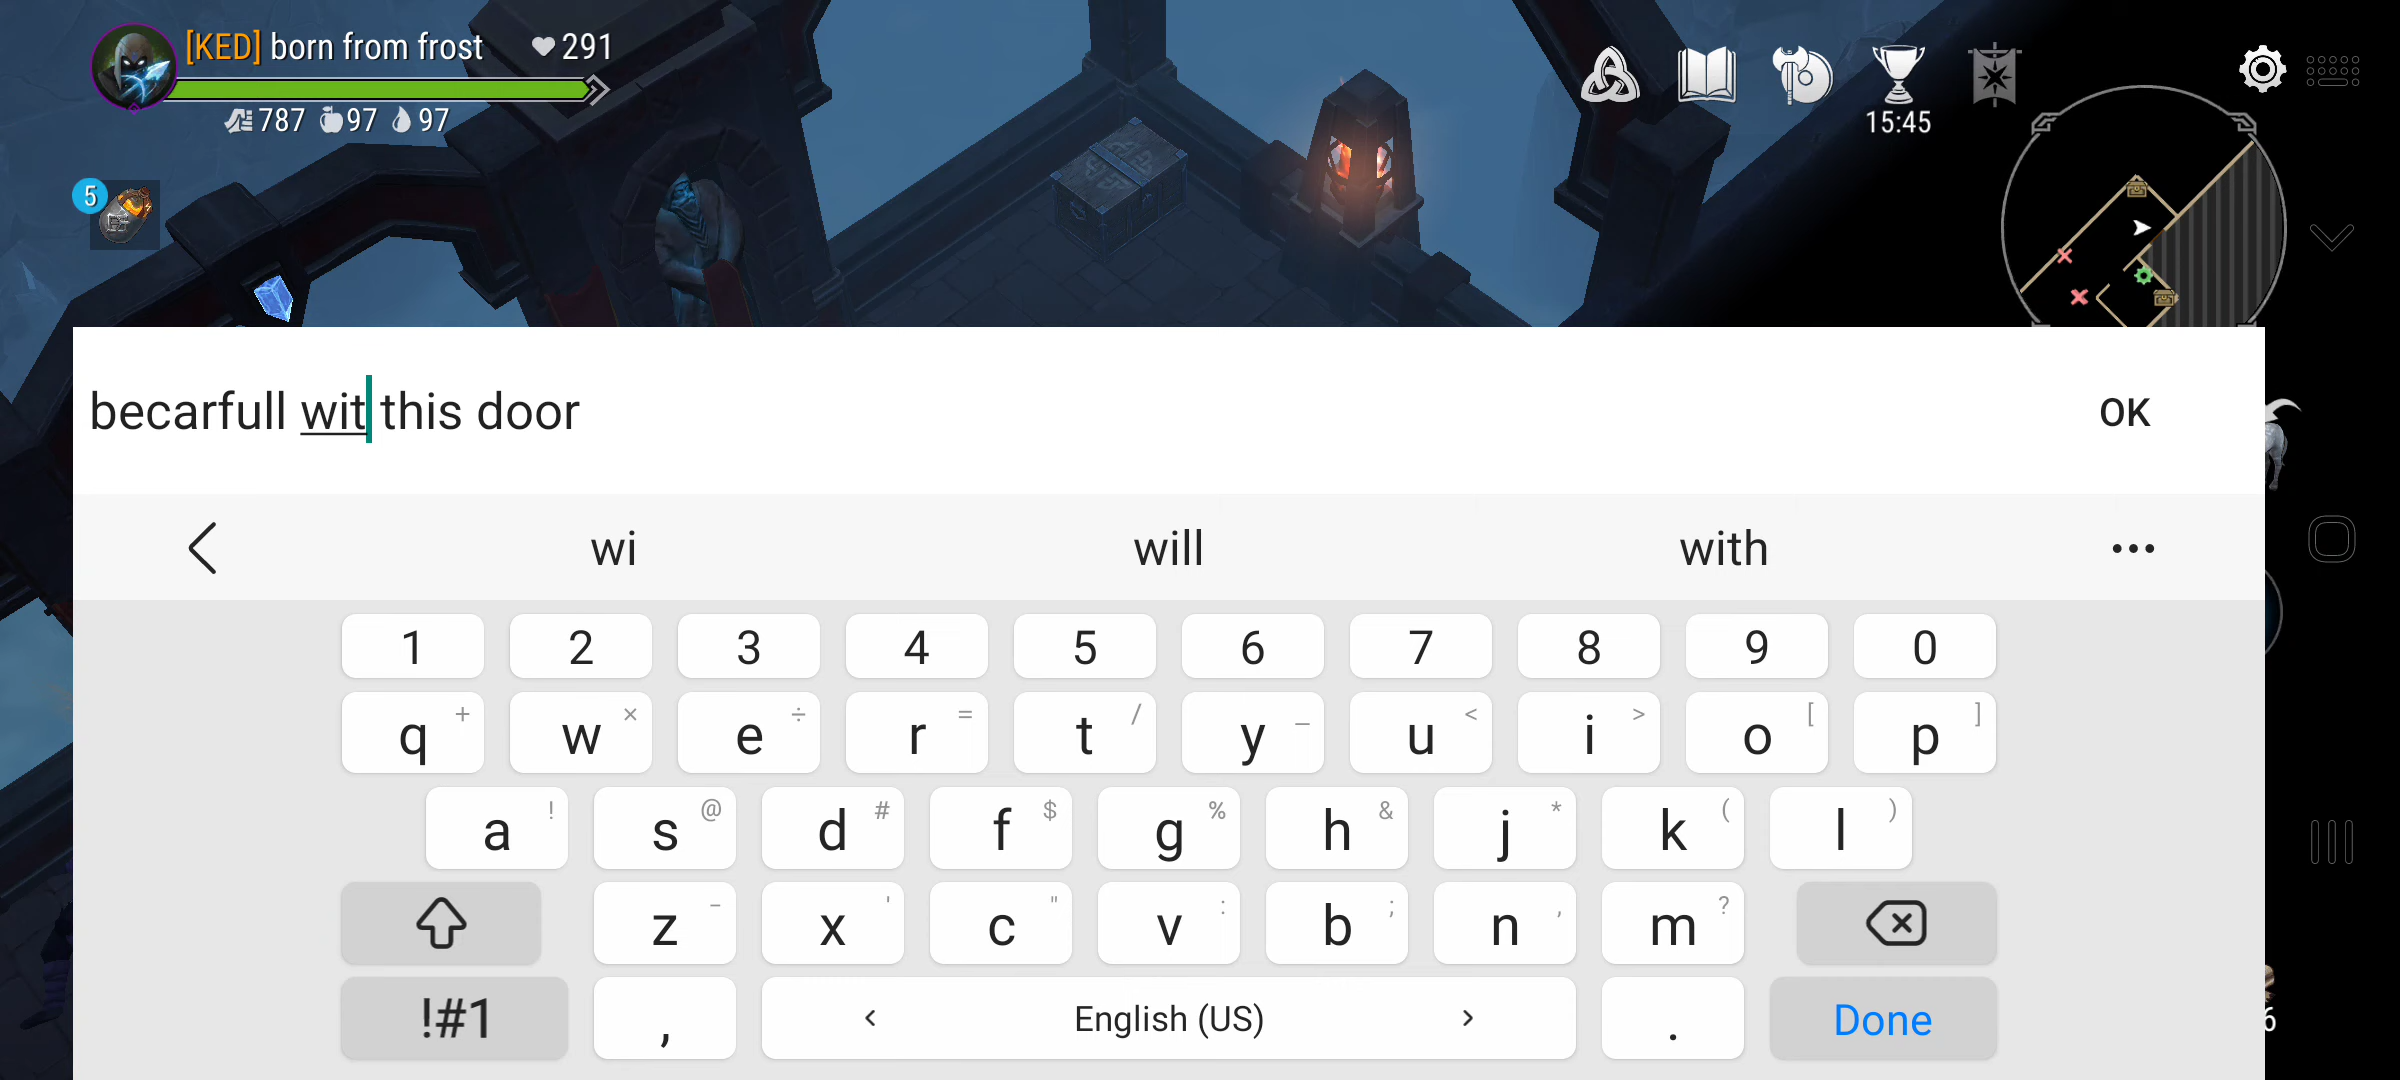 [KED] born from frost 291
787 97 97
15:45
5
becarfull wit this door
OK
wi will with •••
1 2 3 4 5 6 7 8 9 0
+ × ÷ = / _ < > [ ]
q w e r t y u i o p
! @ # $ % & * ( )
a s d f g h j k l
- ' " : ; , ?
z x c v b n m
!#1 , < English (US) > . Done
6